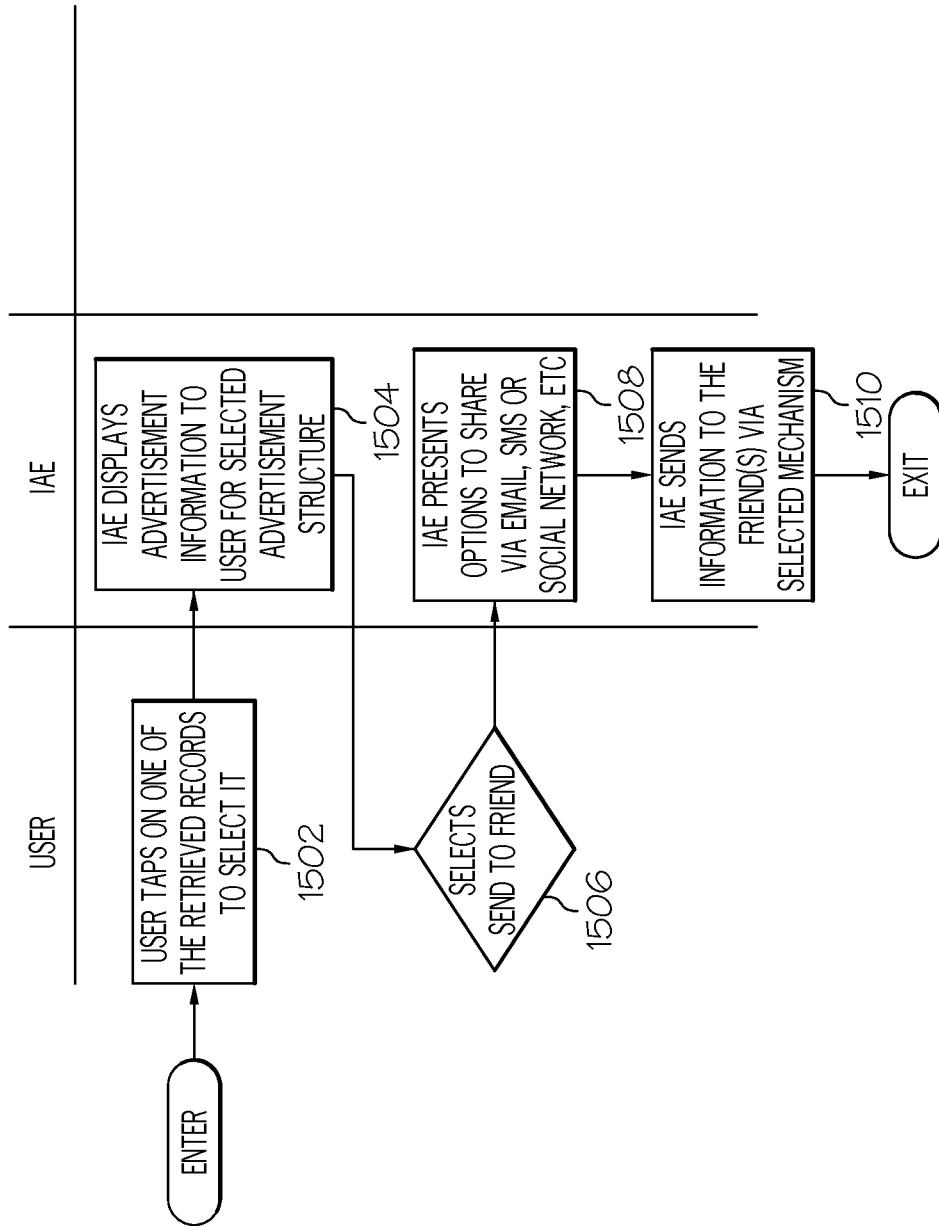 USER
IAE
ENTER
USER TAPS ON ONE OF
THE RETRIEVED RECORDS
TO SELECT IT
1502
IAE DISPLAYS
ADVERTISEMENT
INFORMATION TO
USER FOR SELECTED
ADVERTISEMENT
STRUCTURE
1504
SELECTS
SEND TO FRIEND
1506
IAE PRESENTS
OPTIONS TO SHARE
VIA EMAIL, SMS OR
SOCIAL NETWORK, ETC
1508
IAE SENDS
INFORMATION TO THE
FRIEND(S) VIA
SELECTED MECHANISM
1510
EXIT